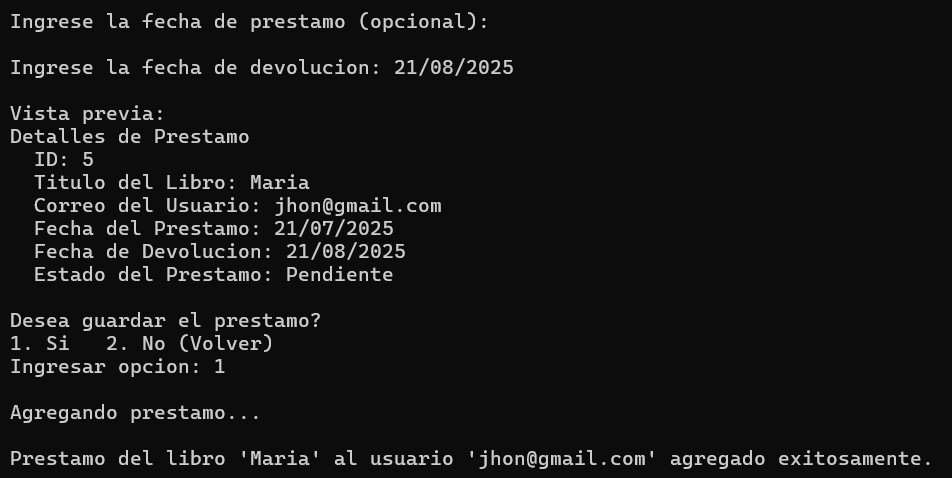 Ingrese la fecha de prestamo (opcional):
Ingrese la fecha de devolucion: 21/08/2025
Vista previa:
Detalles de Prestamo
ID: 5
Titulo del Libro: Maria
Correo del Usuario: jhon@gmail.com
Fecha del Prestamo: 21/07/2025
Fecha de Devolucion: 21/08/2025
Estado del Prestamo: Pendiente
Desea guardar el prestamo?
1. Si   2. No (Volver)
Ingresar opcion: 1
Agregando prestamo...
Prestamo del libro 'Maria' al usuario 'jhon@gmail.com' agregado exitosamente.